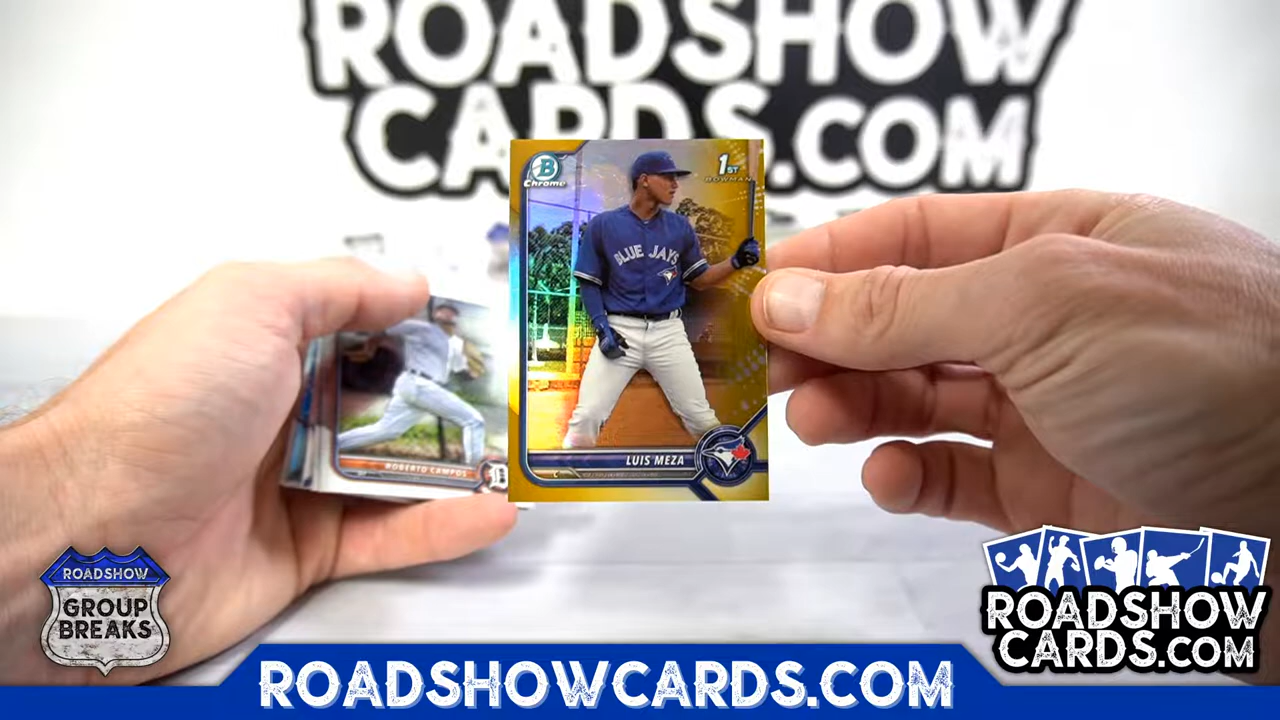 ROADSHOW
CARDS.COM
B
Chrome
1ST
BOWMAN
BLUE JAYS
LUIS MEZA
C
ROBERTO CAMPOS
D
ROADSHOW
GROUP
BREAKS
ROADSHOWCARDS.COM
ROADSHOW
CARDS.COM